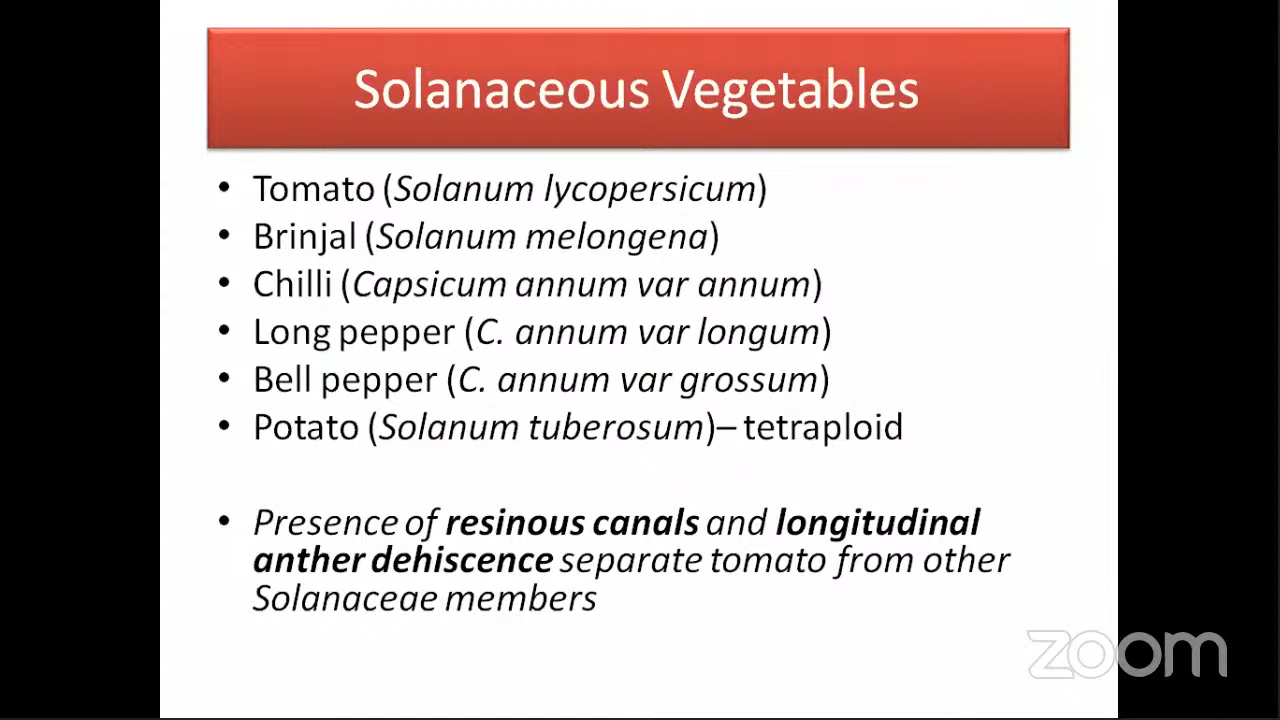 Solanaceous Vegetables
• Tomato (Solanum lycopersicum)
• Brinjal (Solanum melongena)
• Chilli (Capsicum annum var annum)
• Long pepper (C. annum var longum)
• Bell pepper (C. annum var grossum)
• Potato (Solanum tuberosum)– tetraploid
• Presence of resinous canals and longitudinal
anther dehiscence separate tomato from other
Solanaceae members
zoom